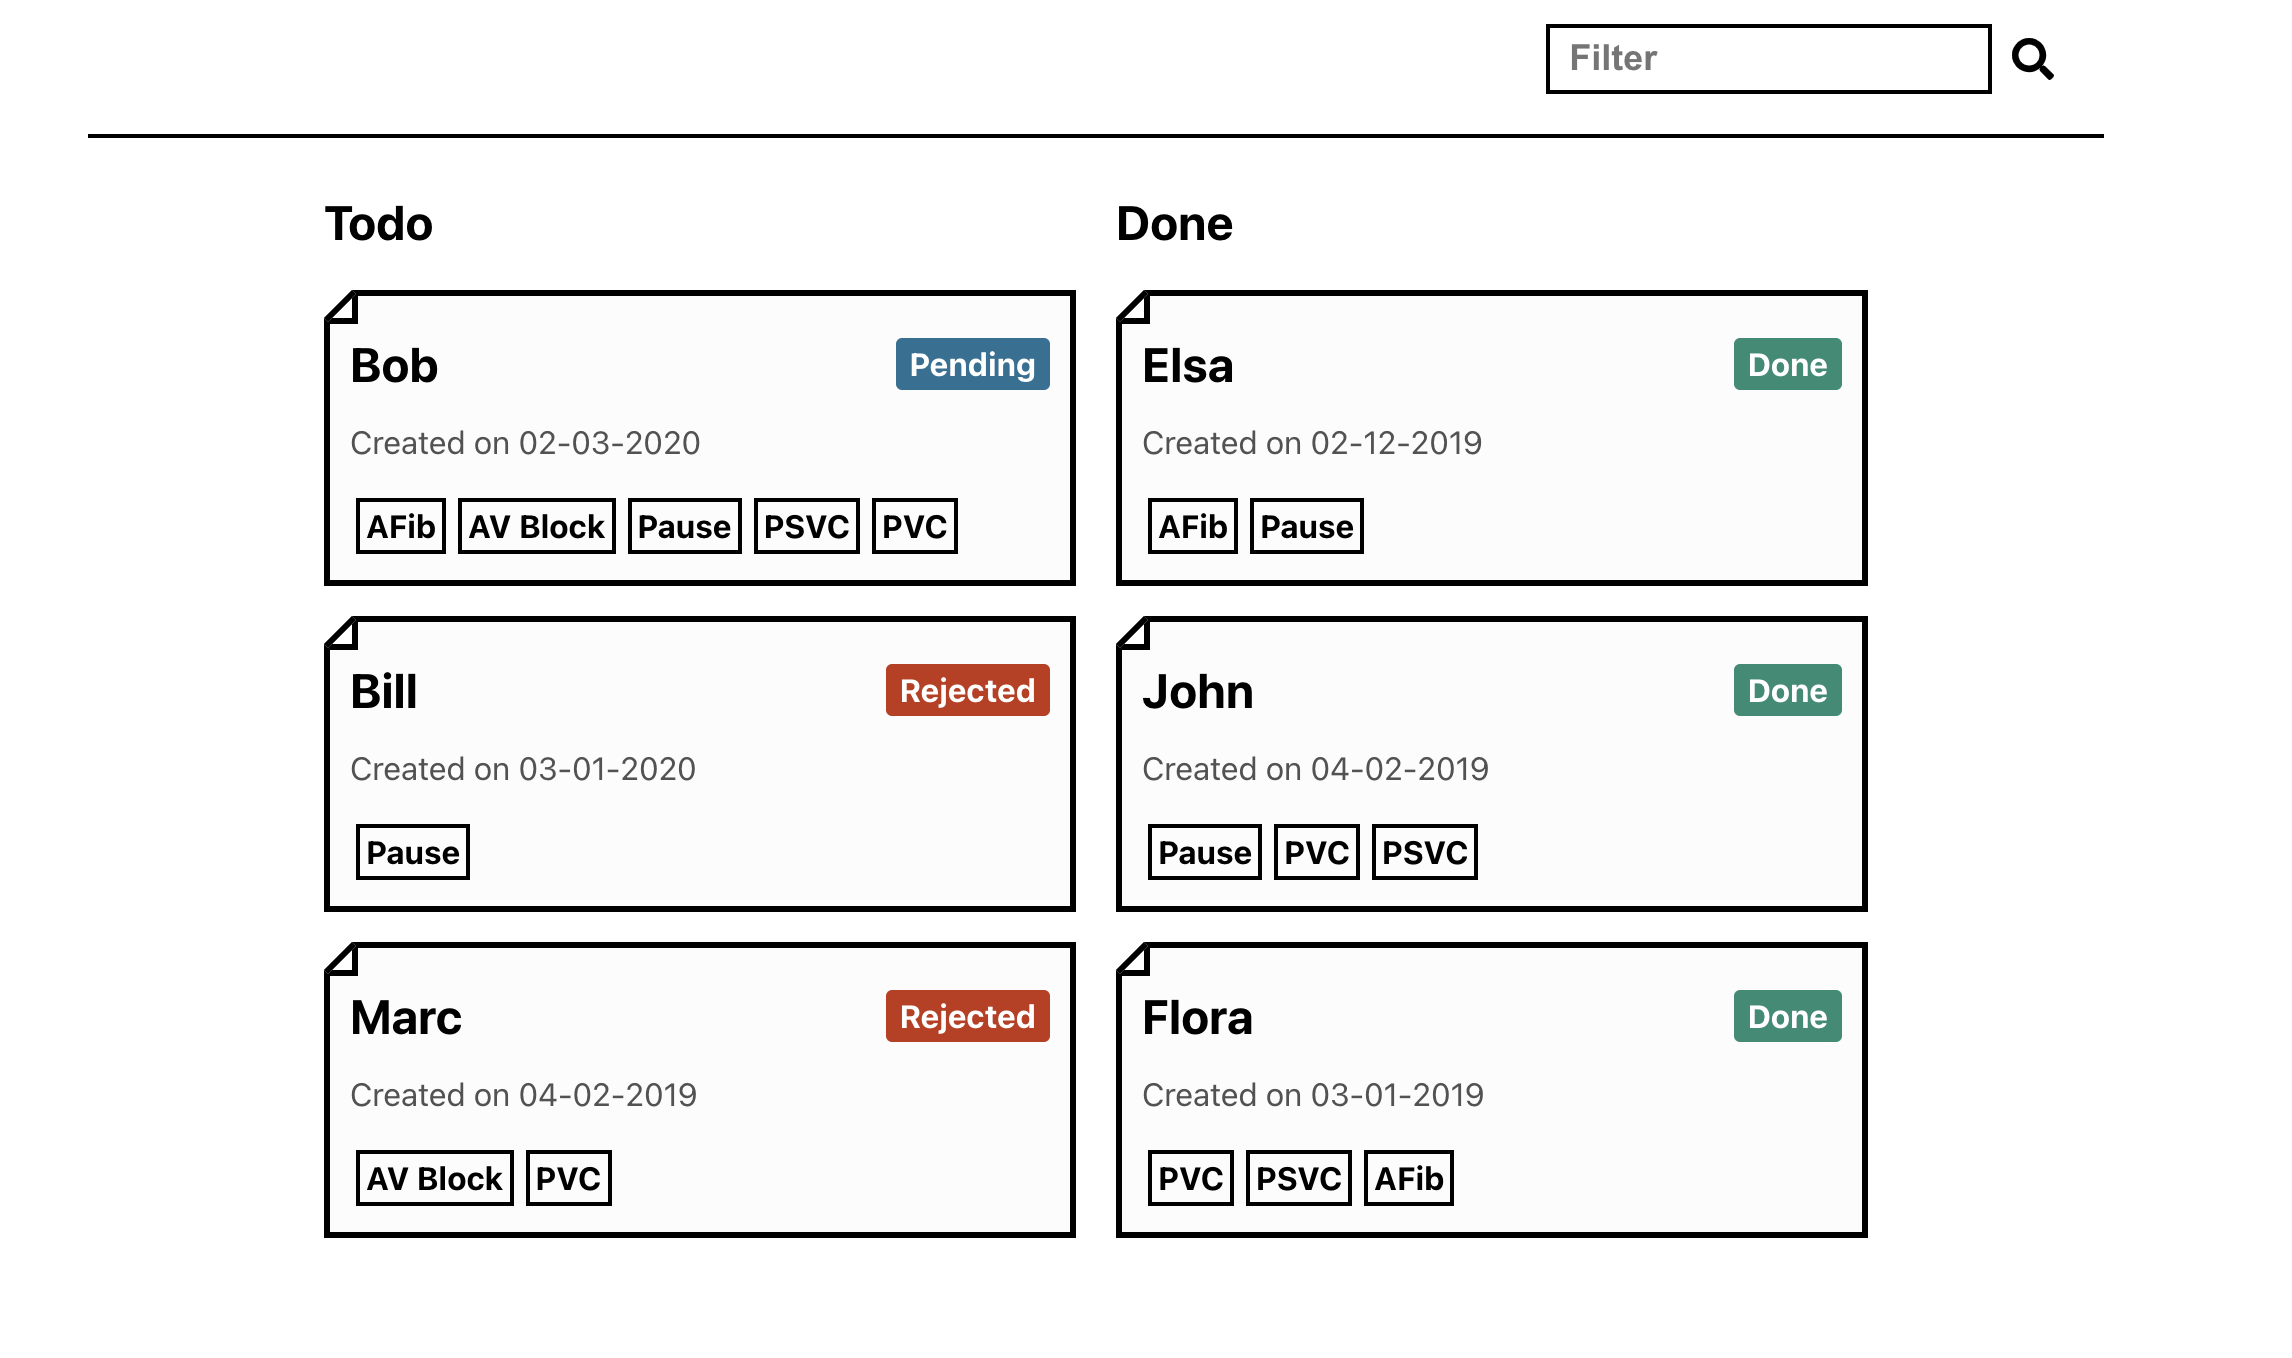 Filter
Todo
Bob
Pending
Created on 02-03-2020
AFib AV Block Pause PSVC PVC
Bill
Rejected
Created on 03-01-2020
Pause
Marc
Rejected
Created on 04-02-2019
AV Block PVC
Done
Elsa
Done
Created on 02-12-2019
AFib Pause
John
Done
Created on 04-02-2019
Pause PVC PSVC
Flora
Done
Created on 03-01-2019
PVC PSVC AFib